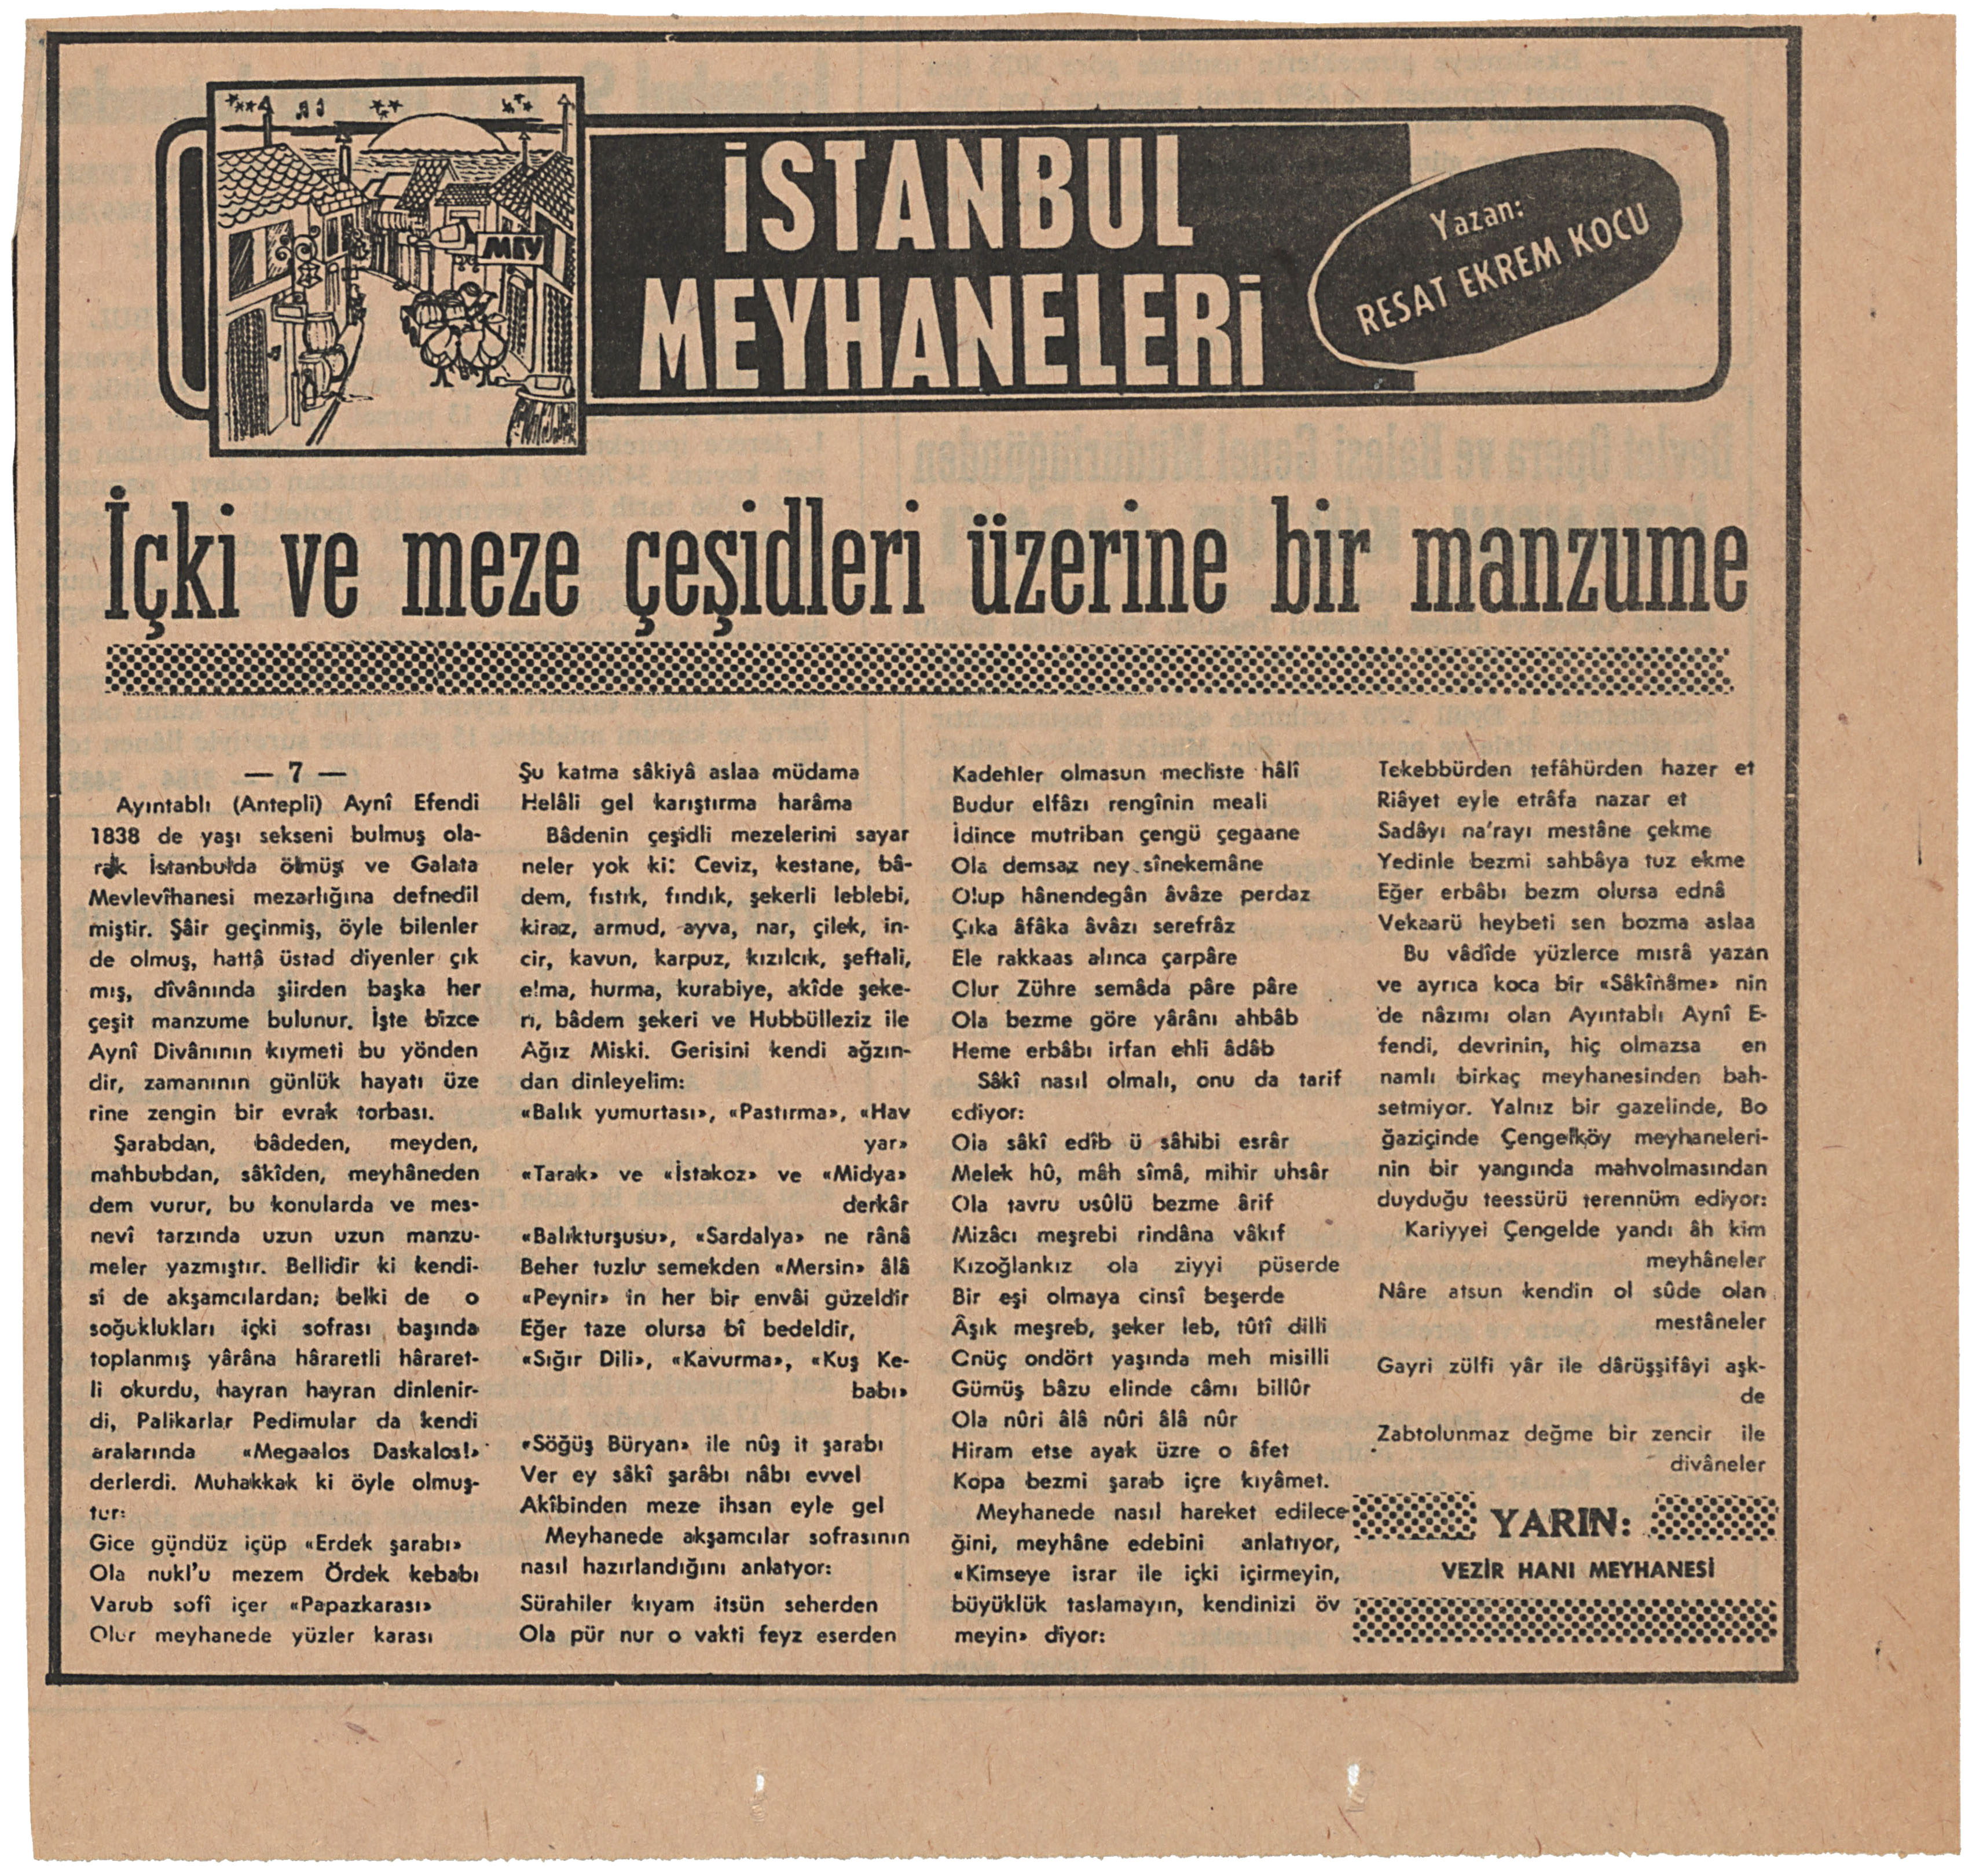 MEY
İSTANBUL
MEYHANELERİ
Yazan:
RESAT EKREM KOCU
İçki ve meze çeşidleri üzerine bir manzume
— 7 —
Ayıntablı (Antepli) Aynî Efendi
1838 de yaşı sekseni bulmuş ola-
rak İstanbulda ölmüş ve Galata
Mevlevîhanesi mezarlığına defnedil
miştir. Şâir geçinmiş, öyle bilenler
de olmuş, hattâ üstad diyenler çık
mış, dîvânında şiirden başka her
çeşit manzume bulunur. İşte bizce
Aynî Divânının kıymeti bu yönden
dir, zamanının günlük hayatı üze
rine zengin bir evrak torbası.
Şarabdan, bâdeden, meyden,
mahbubdan, sâkîden, meyhâneden
dem vurur, bu konularda ve mes-
nevî tarzında uzun uzun manzu-
meler yazmıştır. Bellidir ki kendi-
si de akşamcılardan; belki de o
soğuklukları içki sofrası başında
toplanmış yârâna hâraretli hâraret-
li okurdu, hayran hayran dinlenir-
di, Palikarlar Pedimular da kendi
aralarında «Megaalos Daskalos!»
derlerdi. Muhakkak ki öyle olmuş-
tur:
Gice gündüz içüp «Erdek şarabı»
Ola nukl'u mezem Ördek kebabı
Varub sofî içer «Papazkarası»
Olur meyhanede yüzler karası
Şu katma sâkiyâ aslaa müdama
Helâli gel karıştırma harâma
Bâdenin çeşidli mezelerini sayar
neler yok ki: Ceviz, kestane, bâ-
dem, fıstık, fındık, şekerli leblebi,
kiraz, armud, ayva, nar, çilek, in-
cir, kavun, karpuz, kızılcık, şeftali,
elma, hurma, kurabiye, akîde şeke-
ri, bâdem şekeri ve Hubbülleziz ile
Ağız Miski. Gerisini kendi ağzın-
dan dinleyelim:
«Balık yumurtası», «Pastırma», «Hav
yar»
«Tarak» ve «İstakoz» ve «Midya»
derkâr
«Balıkturşusu», «Sardalya» ne rânâ
Beher tuzlu semekden «Mersin» âlâ
«Peynir» in her bir envâi güzeldir
Eğer taze olursa bî bedeldir,
«Sığır Dili», «Kavurma», «Kuş Ke-
babı»
«Söğüş Büryan» ile nûş it şarabı
Ver ey sâkî şarâbı nâbı evvel
Akîbinden meze ihsan eyle gel
Meyhanede akşamcılar sofrasının
nasıl hazırlandığını anlatyor:
Sürahiler kıyam itsün seherden
Ola pür nur o vakti feyz eserden
Kadehler olmasun mecliste hâlî
Budur elfâzı rengînin meali
İdince mutriban çengü çegaane
Ola demsaz ney sînekemâne
Olup hânendegân âvâze perdaz
Çıka âfâka âvâzı serefrâz
Ele rakkaas alınca çarpâre
Olur Zühre semâda pâre pâre
Ola bezme göre yârânı ahbâb
Heme erbâbı irfan ehli âdâb
Sâkî nasıl olmalı, onu da tarif
ediyor:
Ola sâkî edîb ü sâhibi esrâr
Melek hû, mâh sîmâ, mihir uhsâr
Ola tavru usûlü bezme ârif
Mizâcı meşrebi rindâna vâkıf
Kızoğlankız ola ziyyi püserde
Bir eşi olmaya cinsî beşerde
Âşık meşreb, şeker leb, tûtî dilli
Onüç ondört yaşında meh misilli
Gümüş bâzu elinde câmı billûr
Ola nûri âlâ nûri âlâ nûr
Hiram etse ayak üzre o âfet
Kopa bezmi şarab içre kıyâmet.
Meyhanede nasıl hareket edilece
ğini, meyhâne edebini anlatıyor,
«Kimseye israr ile içki içirmeyin,
büyüklük taslamayın, kendinizi öv
meyin» diyor:
Tekebbürden tefâhürden hazer et
Riâyet eyle etrâfa nazar et
Sadâyı na'rayı mestâne çekme
Yedinle bezmi sahbâya tuz ekme
Eğer erbâbı bezm olursa ednâ
Vekaarü heybeti sen bozma aslaa
Bu vâdîde yüzlerce mısrâ yazan
ve ayrıca koca bir «Sâkînâme» nin
de nâzımı olan Ayıntablı Aynî E-
fendi, devrinin, hiç olmazsa en
namlı birkaç meyhanesinden bah-
setmiyor. Yalnız bir gazelinde, Bo
ğaziçinde Çengelköy meyhaneleri-
nin bir yangında mahvolmasından
duyduğu teessürü terennüm ediyor:
Kariyyei Çengelde yandı âh kim
meyhâneler
Nâre atsun kendin ol sûde olan
mestâneler
Gayri zülfi yâr ile dârüşşifâyi aşk-
de
Zabtolunmaz değme bir zencir ile
divâneler
YARIN:
VEZİR HANI MEYHANESİ